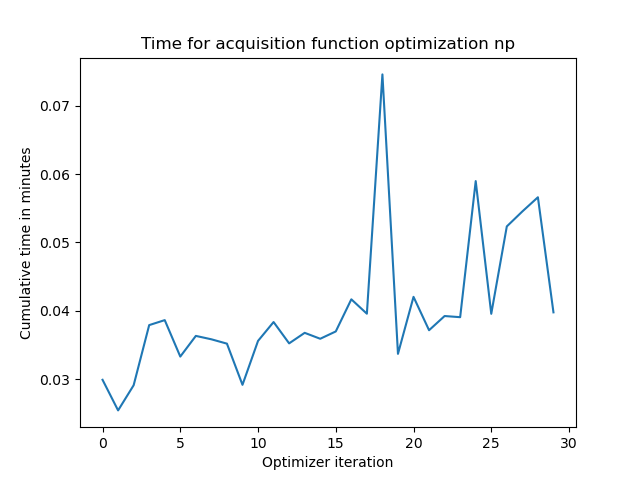 Time for acquisition function optimization np
Cumulative time in minutes
0.07
0.06
0.05
0.04
0.03
0 5 10 15 20 25 30
Optimizer iteration